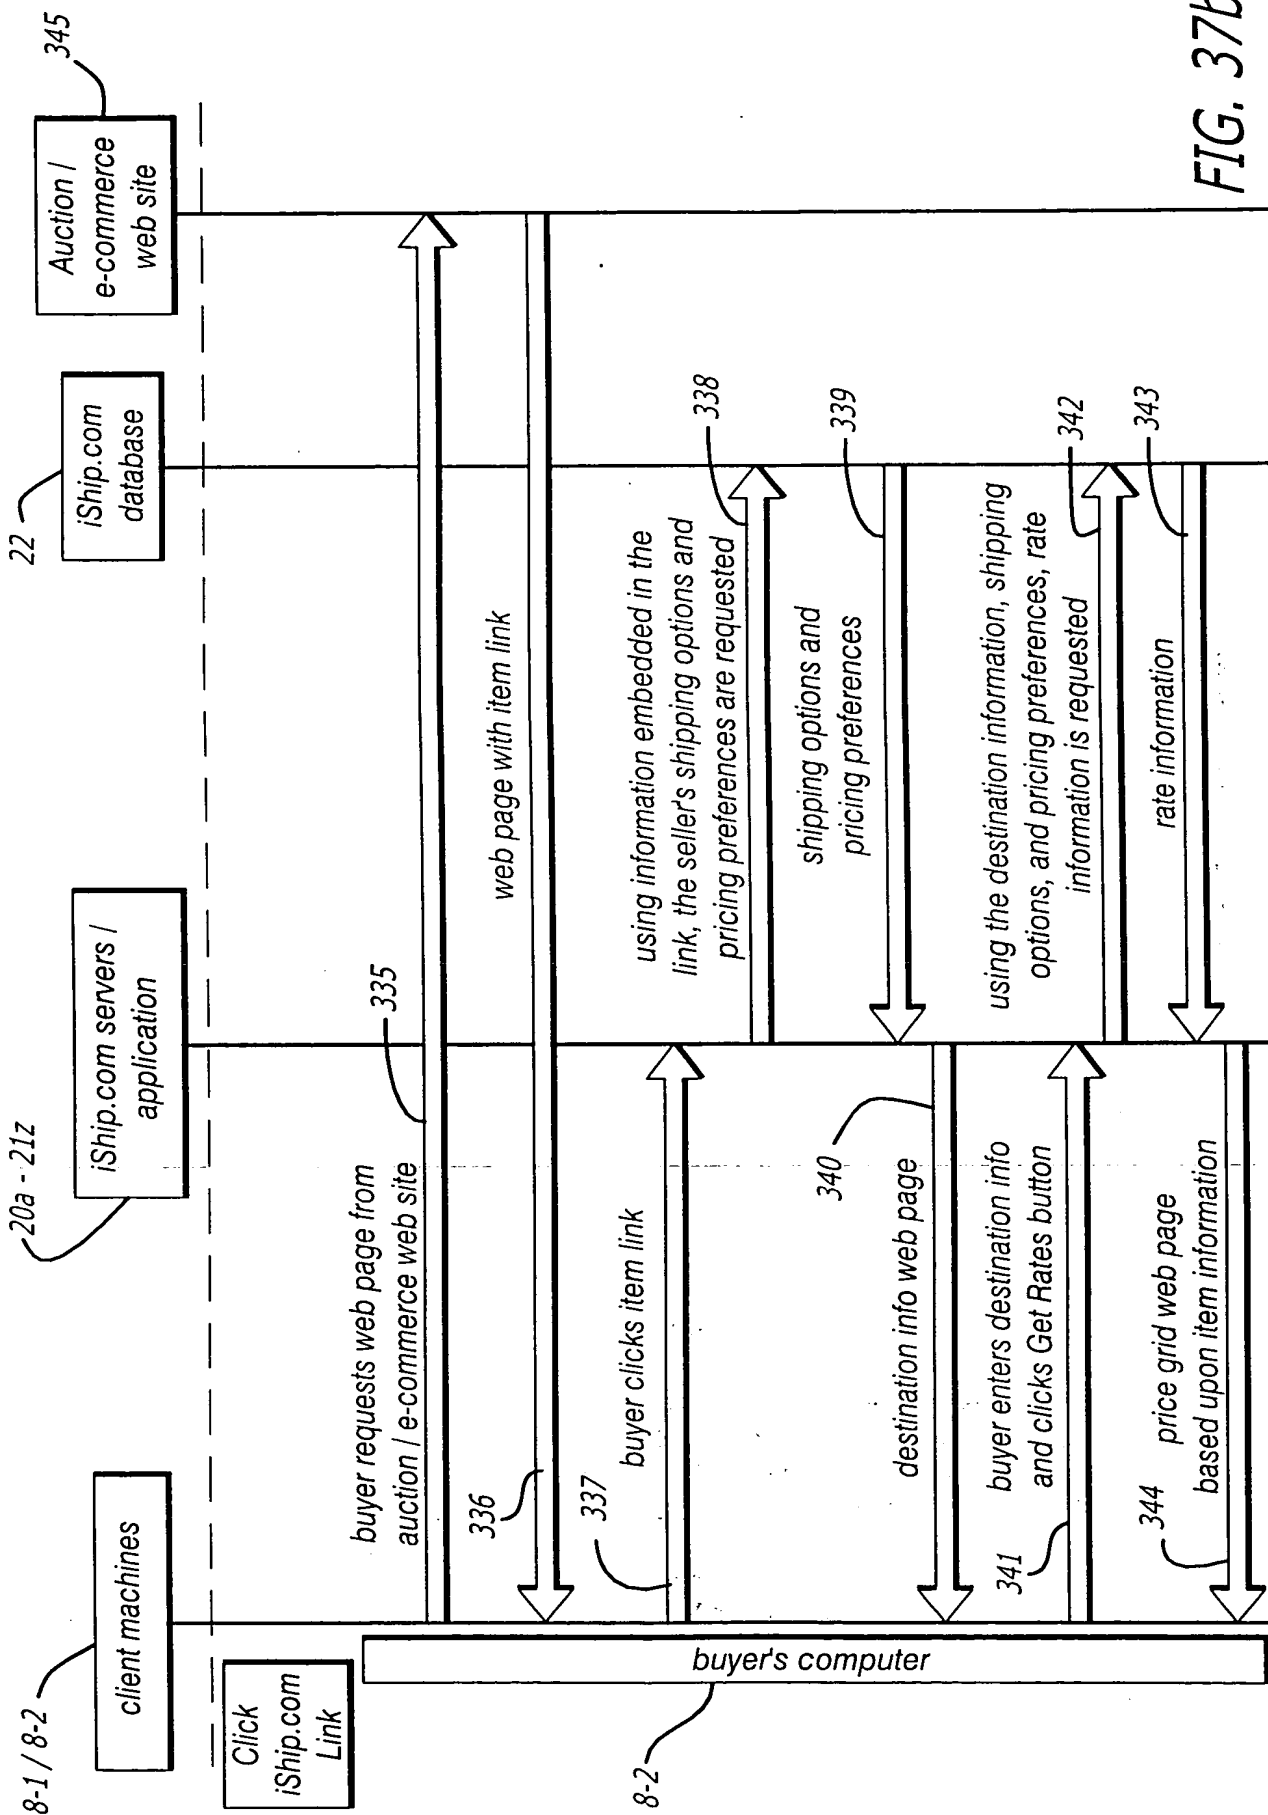 8-1 / 8-2
client machines
20a - 21z
iShip.com servers /
application
22
iShip.com
database
345
Auction /
e-commerce
web site
Click
iShip.com
Link
buyer's computer
8-2
buyer requests web page from
auction / e-commerce web site
335
336
web page with item link
337
buyer clicks item link
using information embedded in the
link, the seller's shipping options and
pricing preferences are requested
338
shipping options and
pricing preferences
339
destination info web page
340
341
buyer enters destination info
and clicks Get Rates button
using the destination information, shipping
options, and pricing preferences, rate
information is requested
342
rate information
343
344
price grid web page
based upon item information
FIG. 37b